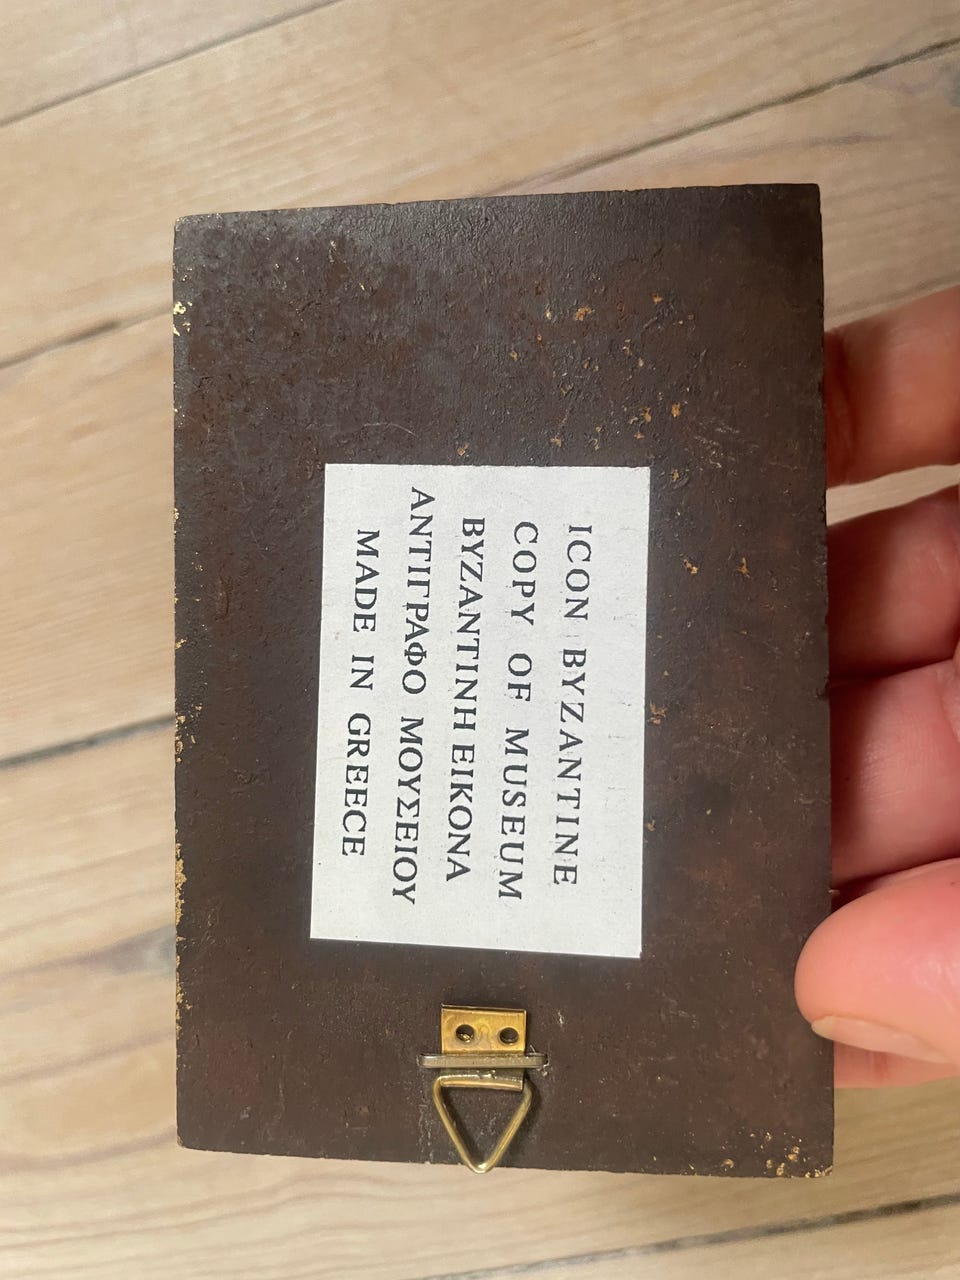 ICON BYZANTINE
COPY OF MUSEUM
ΒΥΖΑΝΤΙΝΗ ΕΙΚΟΝΑ
ΑΝΤΙΓΡΑΦΟ ΜΟΥΣΕΙΟΥ
MADE IN GREECE